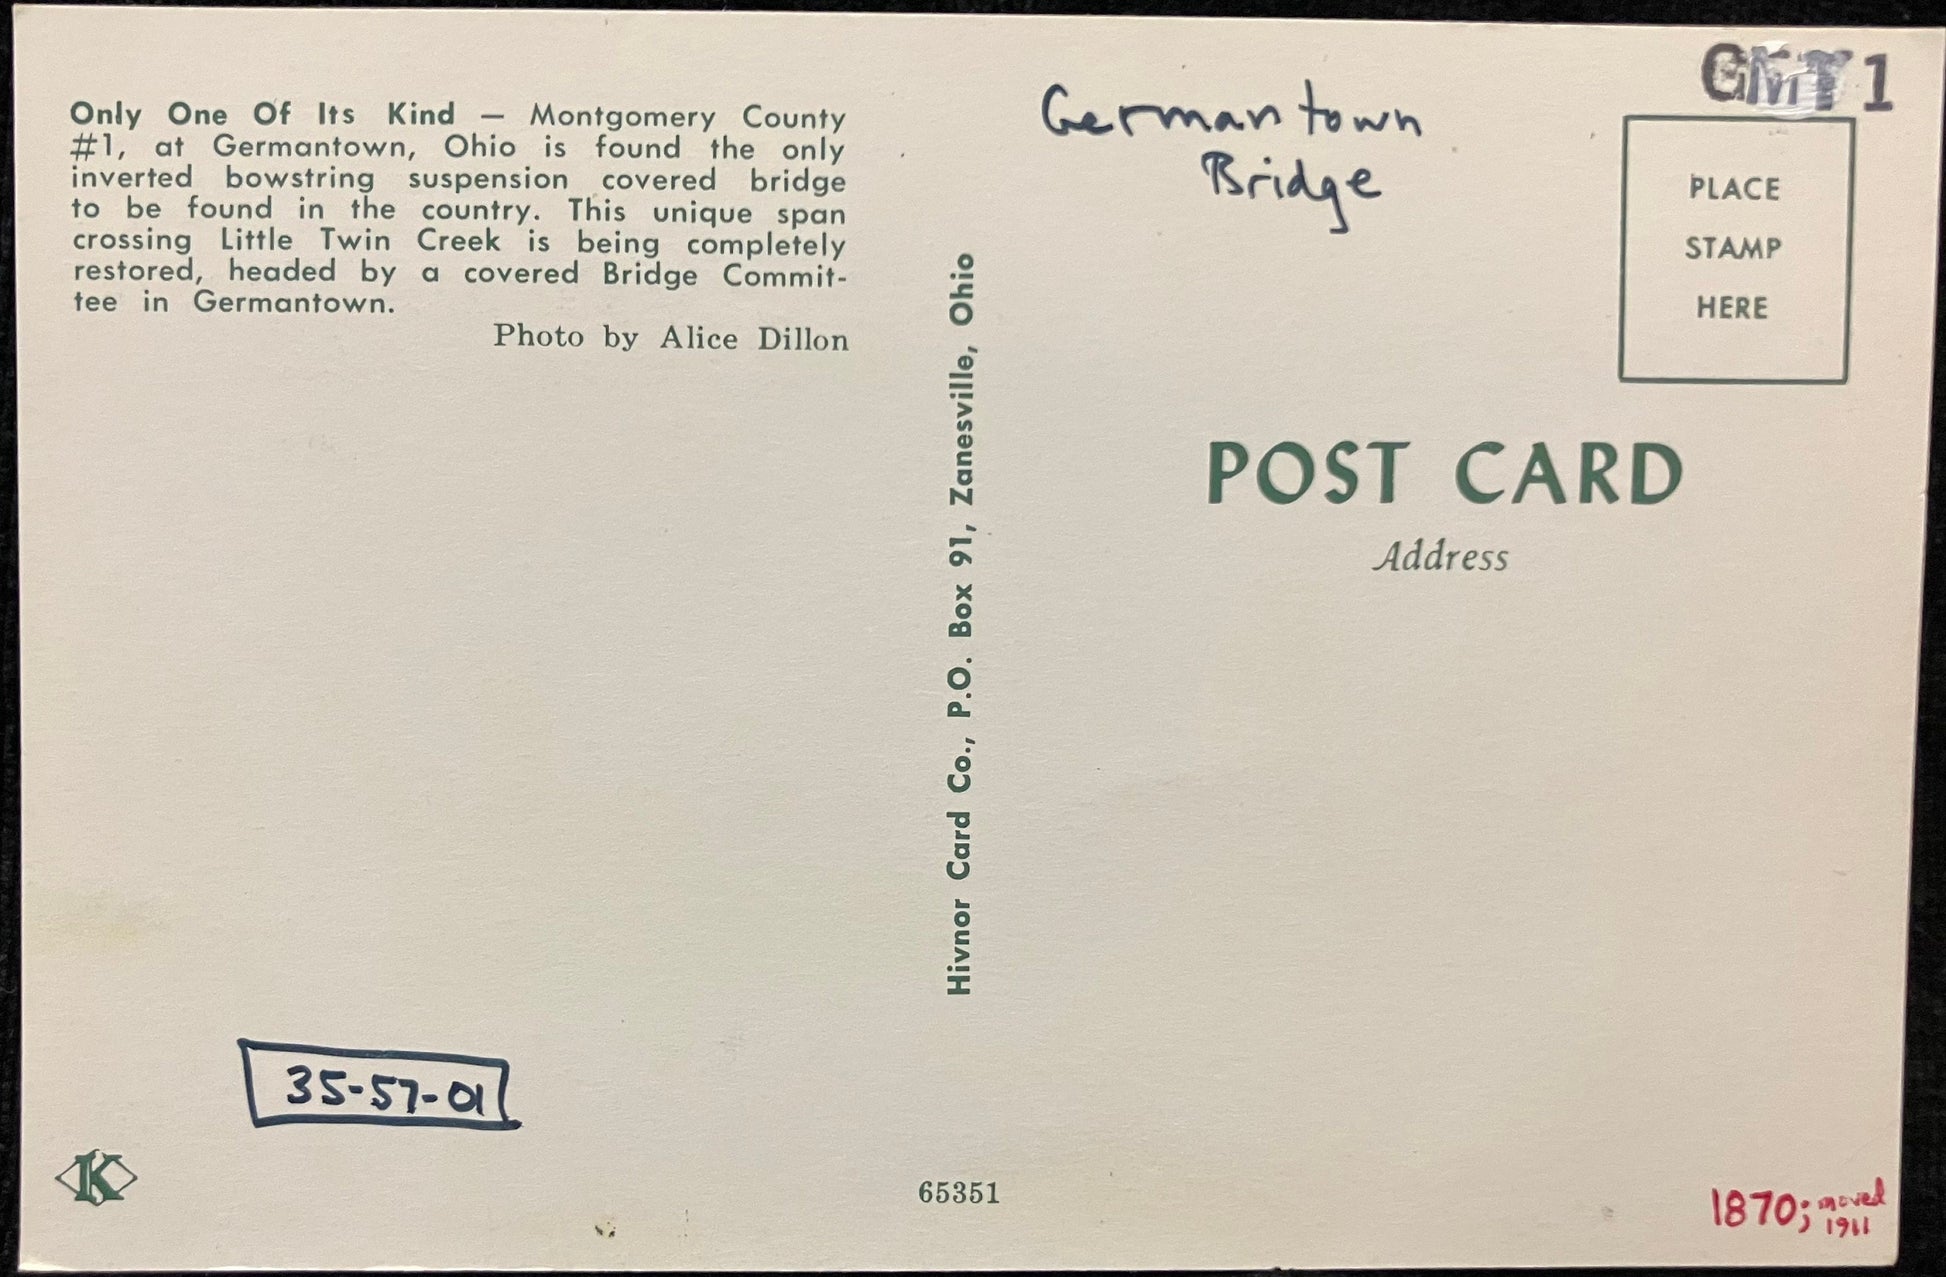 Only One Of Its Kind — Montgomery County
#1, at Germantown, Ohio is found the only
inverted bowstring suspension covered bridge
to be found in the country. This unique span
crossing Little Twin Creek is being completely
restored, headed by a covered Bridge Commit-
tee in Germantown.
Photo by Alice Dillon
35-57-01
K
Hivnor Card Co., P.O. Box 91, Zanesville, Ohio
65351
Germantown
Bridge
GMT 1
PLACE
STAMP
HERE
POST CARD
Address
1870; moved
1911